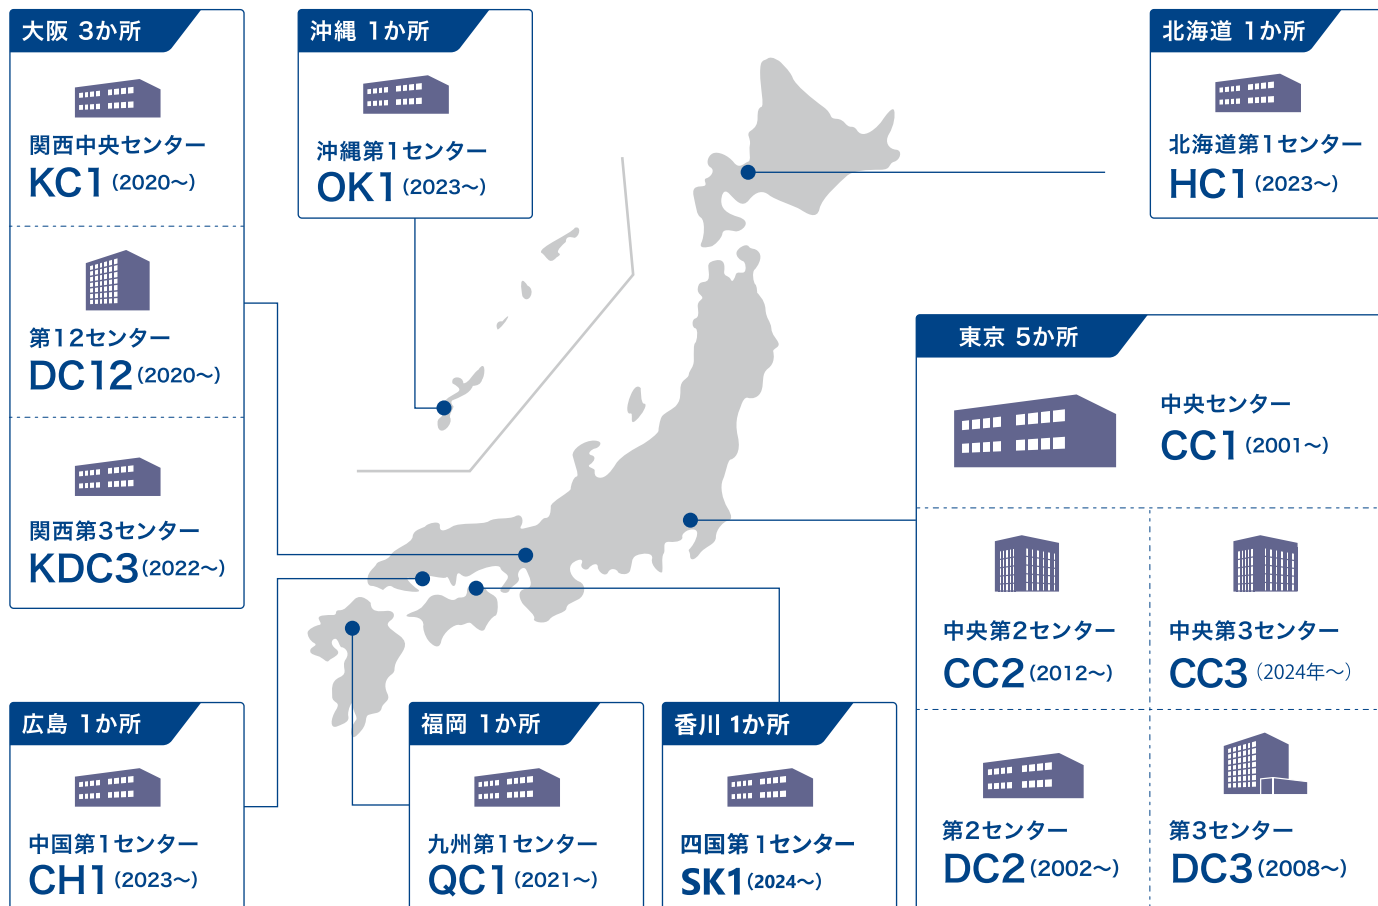 大阪 3か所
関西中央センター
KC1(2020~)
第12センター
DC12(2020~)
関西第3センター
KDC3(2022~)
沖縄 1か所
沖縄第1センター
OK1(2023~)
北海道 1か所
北海道第1センター
HC1(2023~)
東京 5か所
中央センター
CC1(2001~)
中央第2センター
CC2(2012~)
中央第3センター
CC3(2024年~)
第2センター
DC2(2002~)
第3センター
DC3(2008~)
広島 1か所
中国第1センター
CH1(2023~)
福岡 1か所
九州第1センター
QC1(2021~)
香川 1か所
四国第1センター
SK1(2024~)